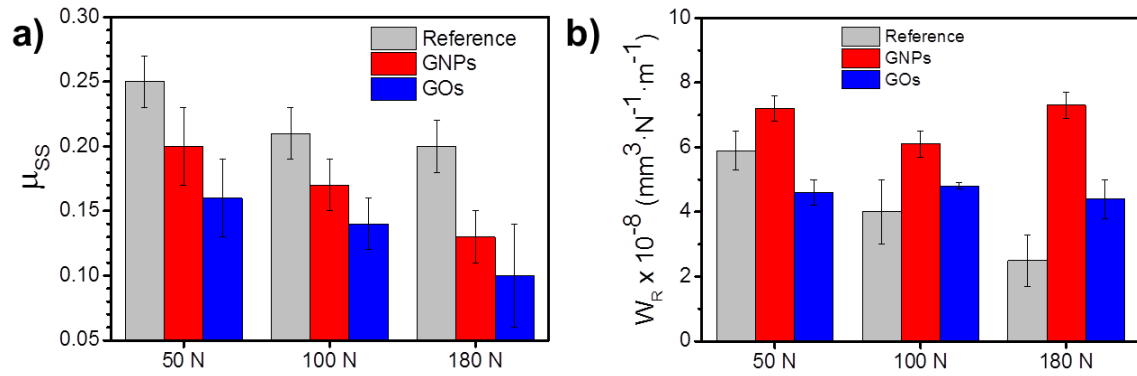 a)
μSS
0.30
0.25
0.20
0.15
0.10
0.05
Reference
GNPs
GOs
50 N
100 N
180 N
b)
WR x 10-8 (mm3·N-1·m-1)
10
8
6
4
2
0
Reference
GNPs
GOs
50 N
100 N
180 N